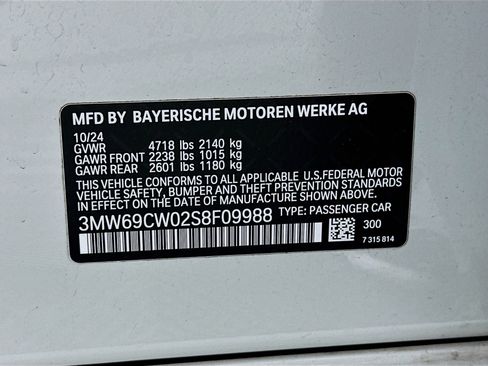 MFD BY BAYERISCHE MOTOREN WERKE AG
10/24
GVWR 4718 lbs 2140 kg
GAWR FRONT 2238 lbs 1015 kg
GAWR REAR 2601 lbs 1180 kg
THIS VEHICLE CONFORMS TO ALL APPLICABLE U.S.FEDERAL MOTOR
VEHICLE SAFETY, BUMPER AND THEFT PREVENTION STANDARDS
IN EFFECT ON THE DATE OF MANUFACTURE SHOWN ABOVE.
3MW69CW02S8F09988 TYPE: PASSENGER CAR
300
7 315 814